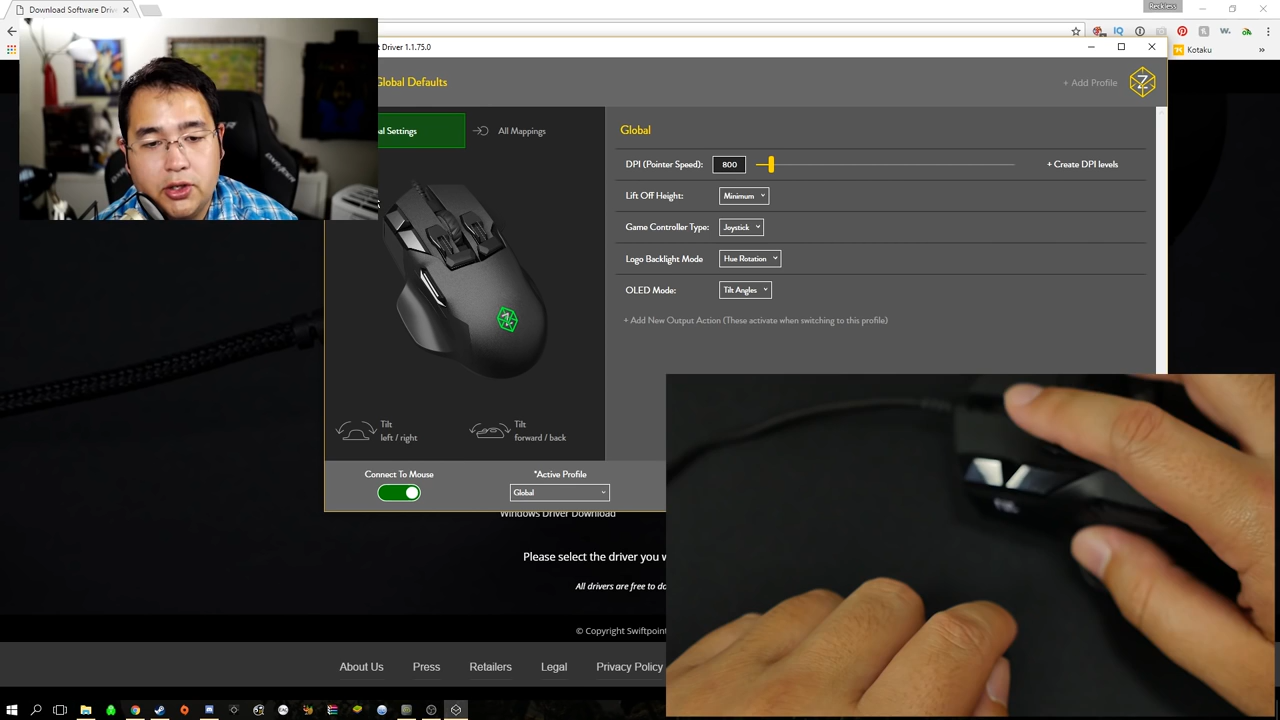 Download Software Driv
Reckless
Kotaku
t Driver 1.1.75.0
Global Defaults
+ Add Profile
al Settings
All Mappings
Global
DPI (Pointer Speed):
800
+ Create DPI levels
Lift Off Height:
Minimum
Game Controller Type:
Joystick
Logo Backlight Mode
Hue Rotation
OLED Mode:
Tilt Angles
+ Add New Output Action (These activate when switching to this profile)
Tilt
left / right
Tilt
forward / back
Connect To Mouse
*Active Profile
Global
Windows Driver Download
Please select the driver you w
All drivers are free to do
© Copyright Swiftpoint
About Us
Press
Retailers
Legal
Privacy Policy